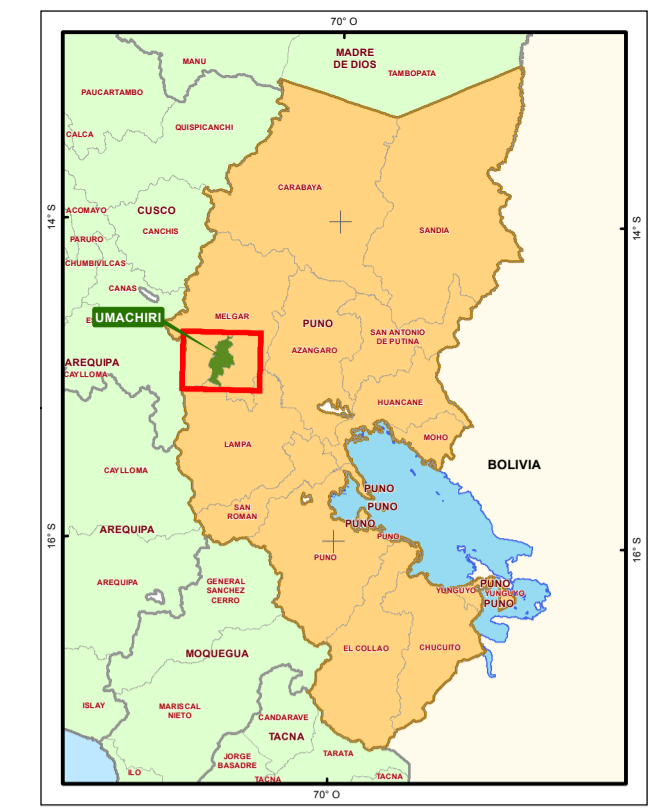 70° O
MADRE
DE DIOS
MANU
TAMBOPATA
PAUCARTAMBO
CALCA
QUISPICANCHI
CARABAYA
ACOMAYO
CUSCO
14° S
14° S
CANCHIS
SANDIA
PARURO
CHUMBIVILCAS
CANAS
UMACHIRI
MELGAR
PUNO
SAN ANTONIO
DE PUTINA
AZANGARO
AREQUIPA
CAYLLOMA
HUANCANE
MOHO
LAMPA
BOLIVIA
CAYLLOMA
PUNO
SAN
ROMAN
PUNO
PUNO
AREQUIPA
PUNO
16° S
16° S
PUNO
AREQUIPA
GENERAL
SANCHEZ
CERRO
PUNO
YUNGUYO
YUNGUYO
PUNO
EL COLLAO
CHUCUITO
MOQUEGUA
ISLAY
MARISCAL
NIETO
CANDARAVE
TACNA
TARATA
JORGE
BASADRE
ILO
TACNA
TACNA
70° O